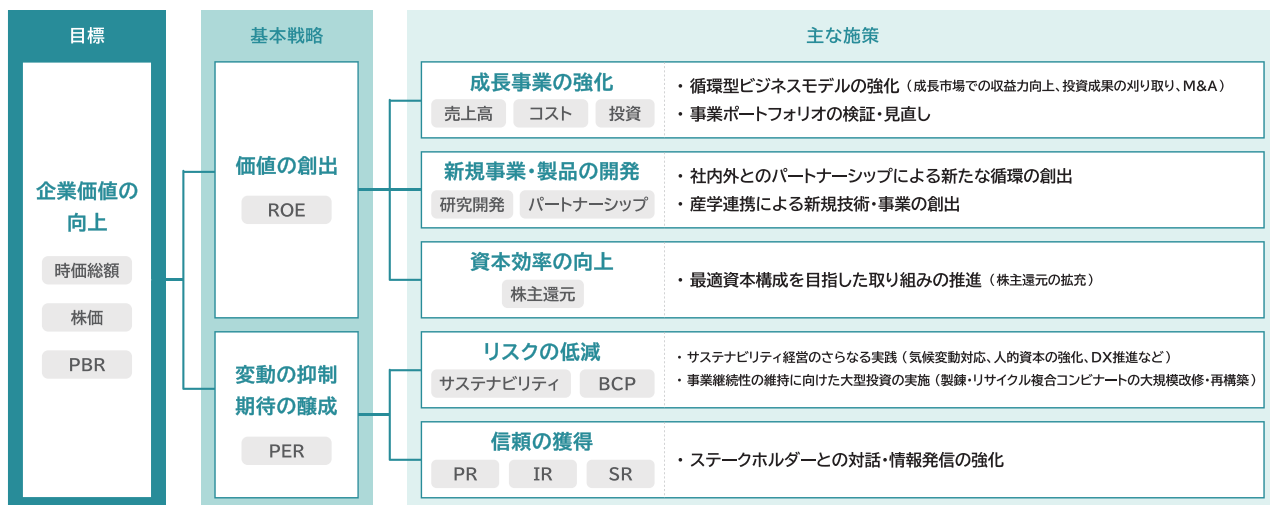 目標
基本戦略
主な施策
企業価値の
向上
時価総額
株価
PBR
価値の創出
ROE
変動の抑制
期待の醸成
PER
成長事業の強化
売上高 コスト 投資
・循環型ビジネスモデルの強化（成長市場での収益力向上、投資成果の刈り取り、M&A）
・事業ポートフォリオの検証・見直し
新規事業・製品の開発
研究開発 パートナーシップ
・社内外とのパートナーシップによる新たな循環の創出
・産学連携による新規技術・事業の創出
資本効率の向上
株主還元
・最適資本構成を目指した取り組みの推進（株主還元の拡充）
リスクの低減
サステナビリティ BCP
・サステナビリティ経営のさらなる実践（気候変動対応、人的資本の強化、DX推進など）
・事業継続性の維持に向けた大型投資の実施（製錬・リサイクル複合コンビナートの大規模改修・再構築）
信頼の獲得
PR IR SR
・ステークホルダーとの対話・情報発信の強化